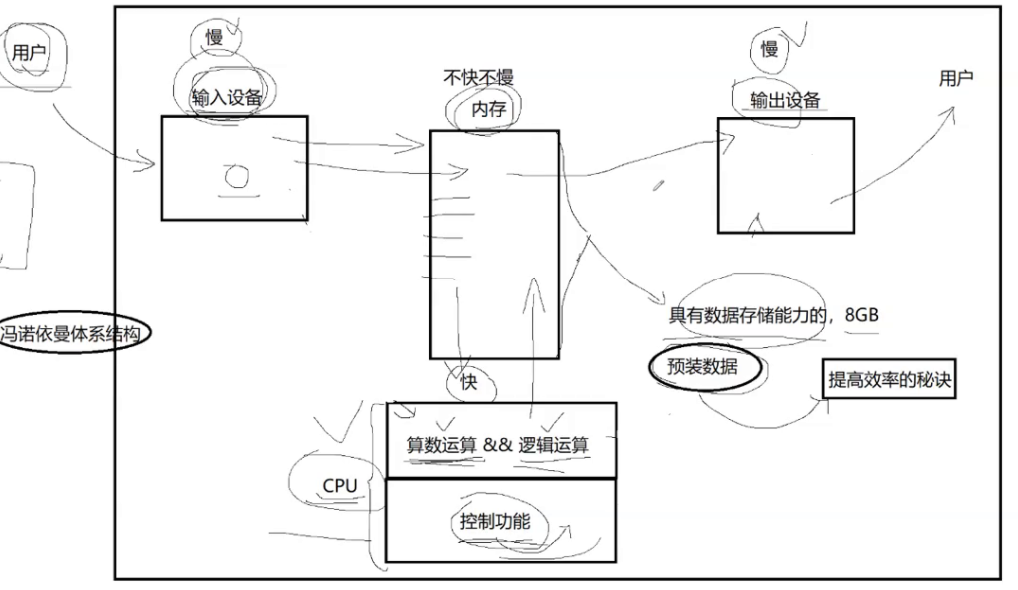 慢
慢
用户
不快不慢
用户
输入设备
内存
输出设备
具有数据存储能力的，8GB
冯诺依曼体系结构
预装数据
提高效率的秘诀
快
算数运算 && 逻辑运算
CPU
控制功能